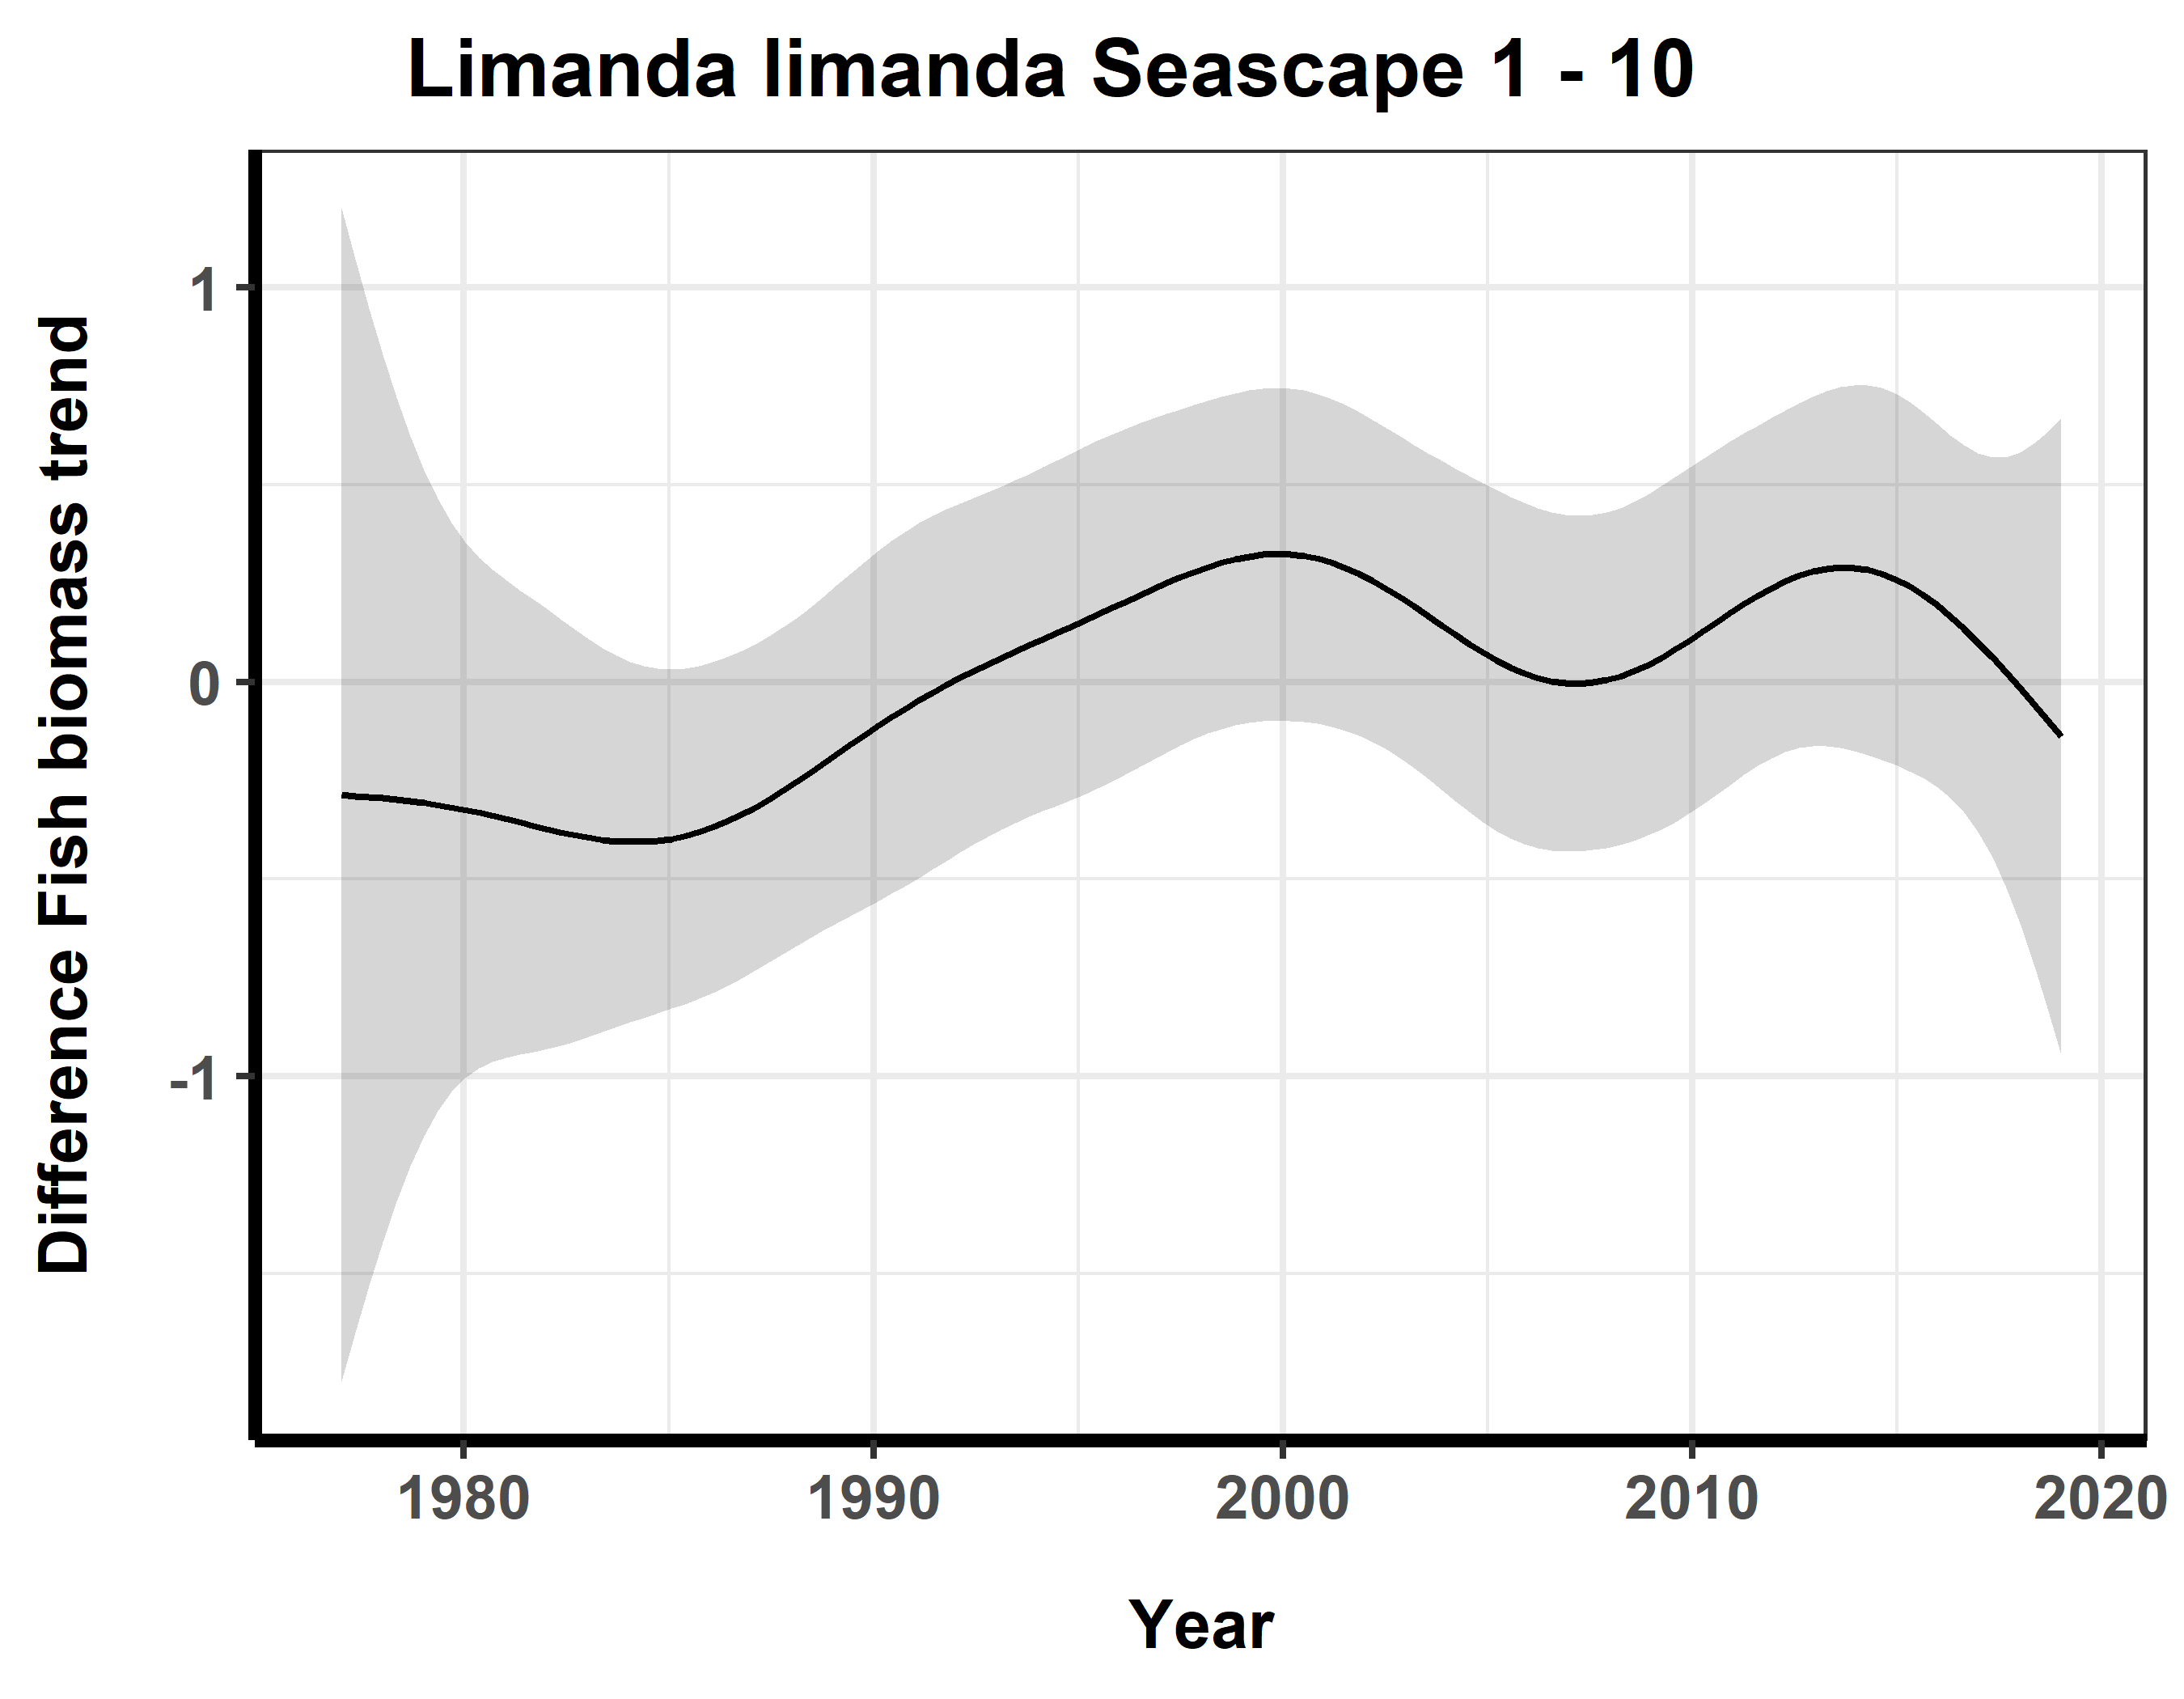 Limanda limanda Seascape 1 - 10
Difference Fish biomass trend
1
0
-1
1980 1990 2000 2010 2020
Year